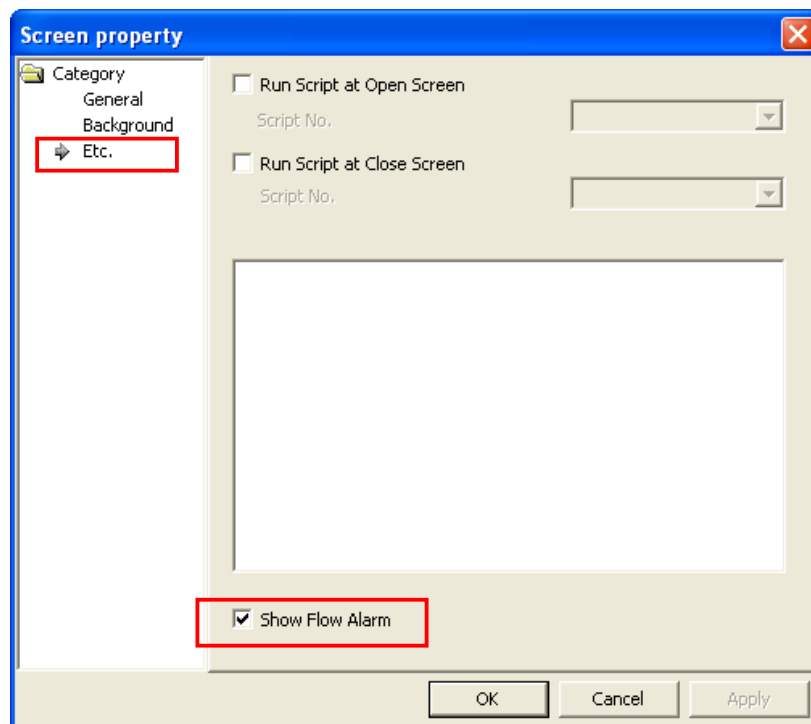 Screen property
Category
General
Background
Etc.
Run Script at Open Screen
Script No.
Run Script at Close Screen
Script No.
Show Flow Alarm
OK
Cancel
Apply